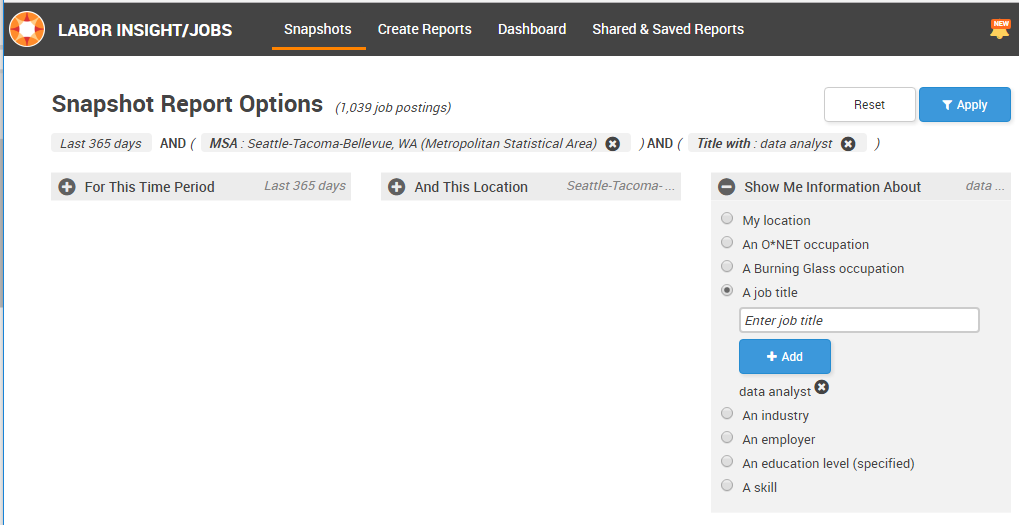 LABOR INSIGHT/JOBS Snapshots Create Reports Dashboard Shared & Saved Reports NEW
Snapshot Report Options (1,039 job postings) Reset Apply
Last 365 days AND ( MSA : Seattle-Tacoma-Bellevue, WA (Metropolitan Statistical Area) ) AND ( Title with : data analyst )
For This Time Period Last 365 days And This Location Seattle-Tacoma- ... Show Me Information About data ...
My location
An O*NET occupation
A Burning Glass occupation
A job title
Enter job title
Add
data analyst
An industry
An employer
An education level (specified)
A skill